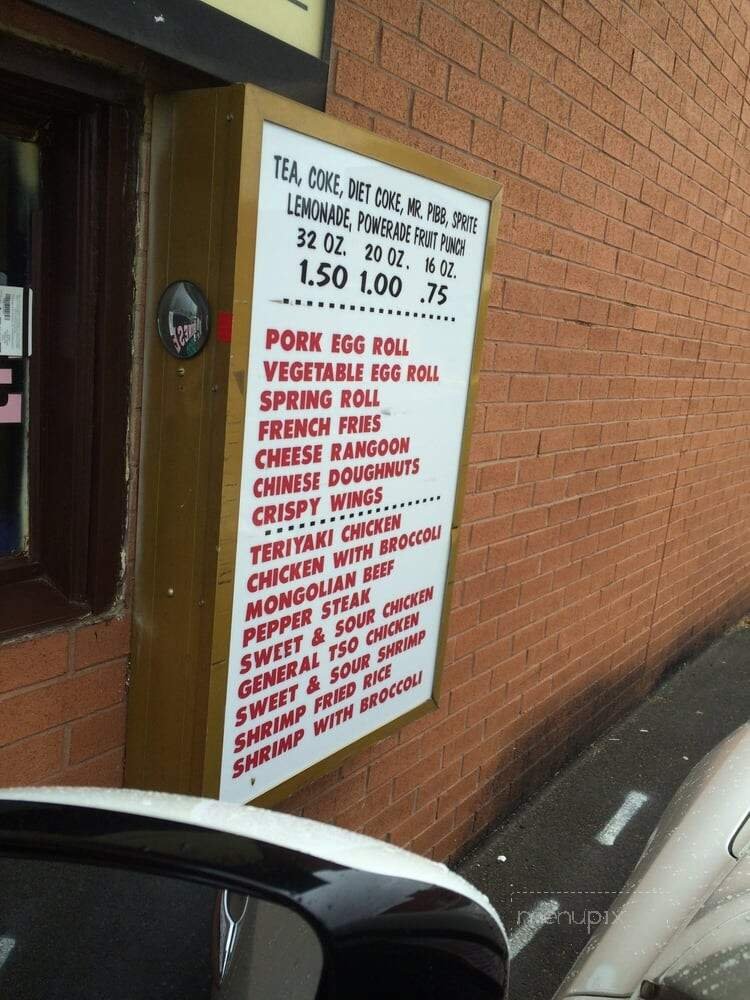 TEA, COKE, DIET COKE, MR. PIBB, SPRITE
LEMONADE, POWERADE FRUIT PUNCH
32 OZ. 20 OZ. 16 OZ.
1.50 1.00 .75
PORK EGG ROLL
VEGETABLE EGG ROLL
SPRING ROLL
FRENCH FRIES
CHEESE RANGOON
CHINESE DOUGHNUTS
CRISPY WINGS
TERIYAKI CHICKEN
CHICKEN WITH BROCCOLI
MONGOLIAN BEEF
PEPPER STEAK
SWEET & SOUR CHICKEN
GENERAL TSO CHICKEN
SWEET & SOUR SHRIMP
SHRIMP FRIED RICE
SHRIMP WITH BROCCOLI
menupix